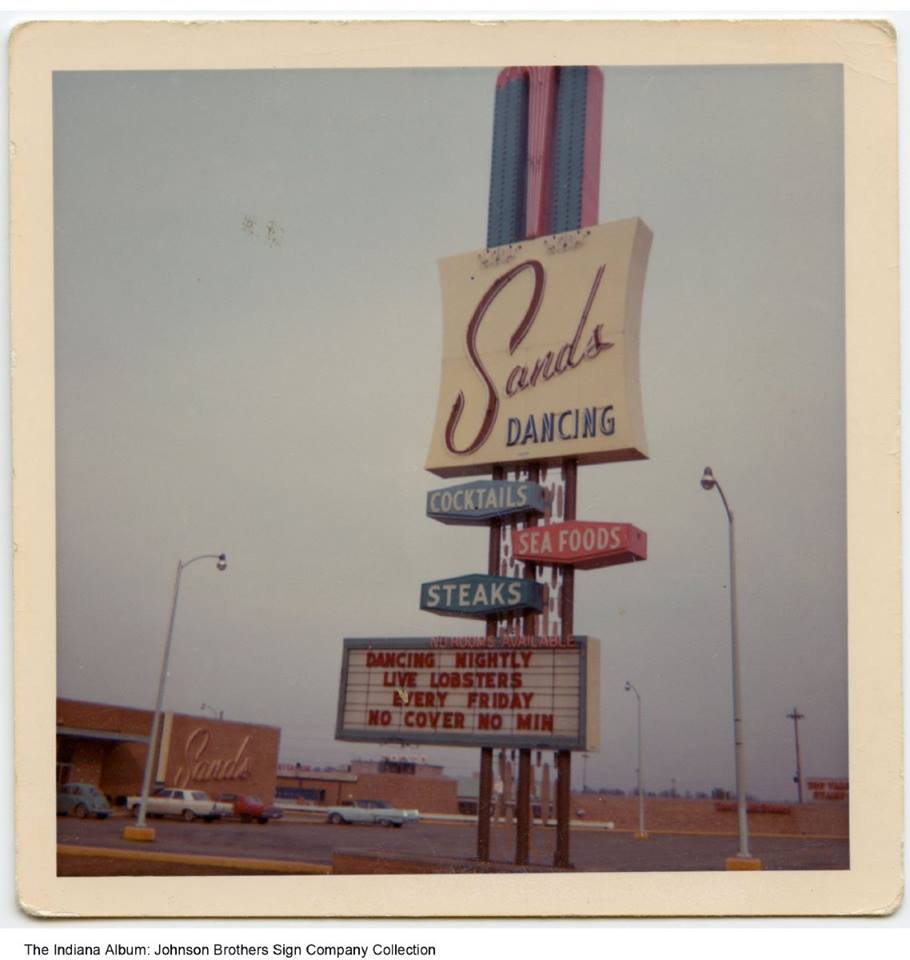 Sands
DANCING
COCKTAILS
SEA FOODS
STEAKS
NO ROOMS AVAILABLE
DANCING NIGHTLY
LIVE LOBSTERS
EVERY FRIDAY
NO COVER NO MIN
Sands
The Indiana Album: Johnson Brothers Sign Company Collection